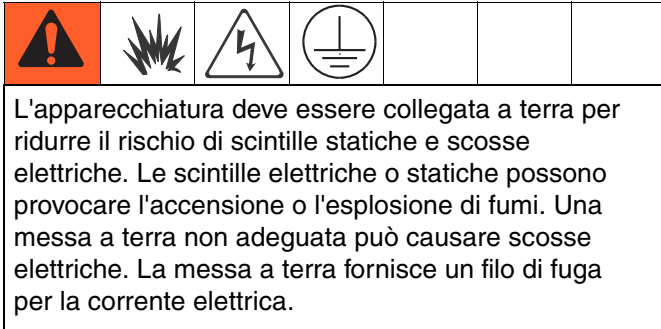 L'apparecchiatura deve essere collegata a terra per
ridurre il rischio di scintille statiche e scosse
elettriche. Le scintille elettriche o statiche possono
provocare l'accensione o l'esplosione di fumi. Una
messa a terra non adeguata può causare scosse
elettriche. La messa a terra fornisce un filo di fuga
per la corrente elettrica.